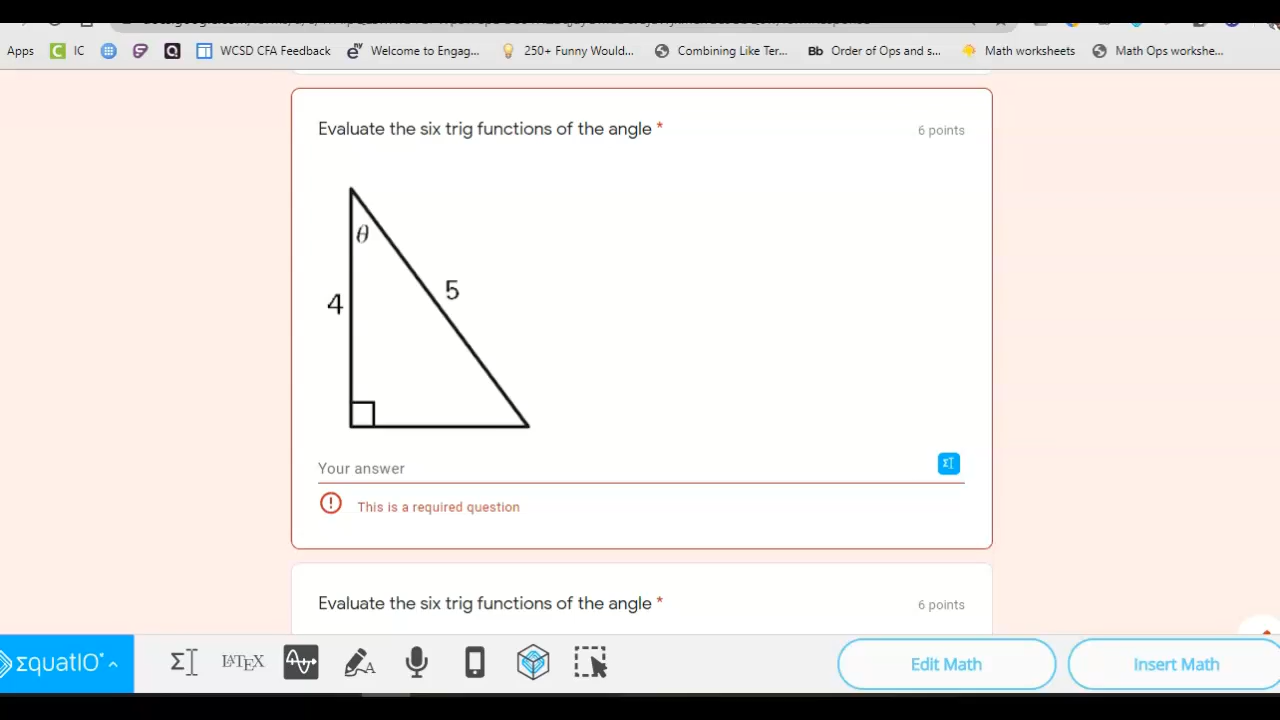 Apps IC WCSD CFA Feedback Welcome to Engag... 250+ Funny Would... Combining Like Ter... Bb Order of Ops and s... Math worksheets Math Ops workshe...
Evaluate the six trig functions of the angle * 6 points
θ
4
5
Your answer
Σ
This is a required question
Evaluate the six trig functions of the angle * 6 points
ΣquatIO Σ LATEX A Edit Math Insert Math